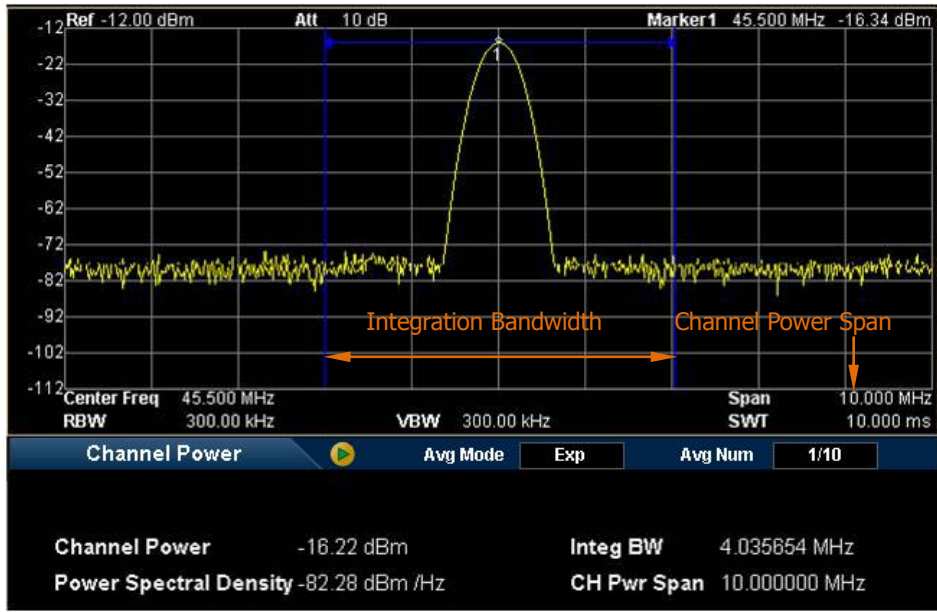 Ref -12.00 dBm Att 10 dB Marker1 45.500 MHz -16.34 dBm
-12
1
-22
-32
-42
-52
-62
-72
-82
-92
Integration Bandwidth Channel Power Span
-102
-112
Center Freq 45.500 MHz Span 10.000 MHz
RBW 300.00 kHz VBW 300.00 kHz SWT 10.000 ms
Channel Power Avg Mode Exp Avg Num 1/10
Channel Power -16.22 dBm Integ BW 4.035654 MHz
Power Spectral Density -82.28 dBm /Hz CH Pwr Span 10.000000 MHz